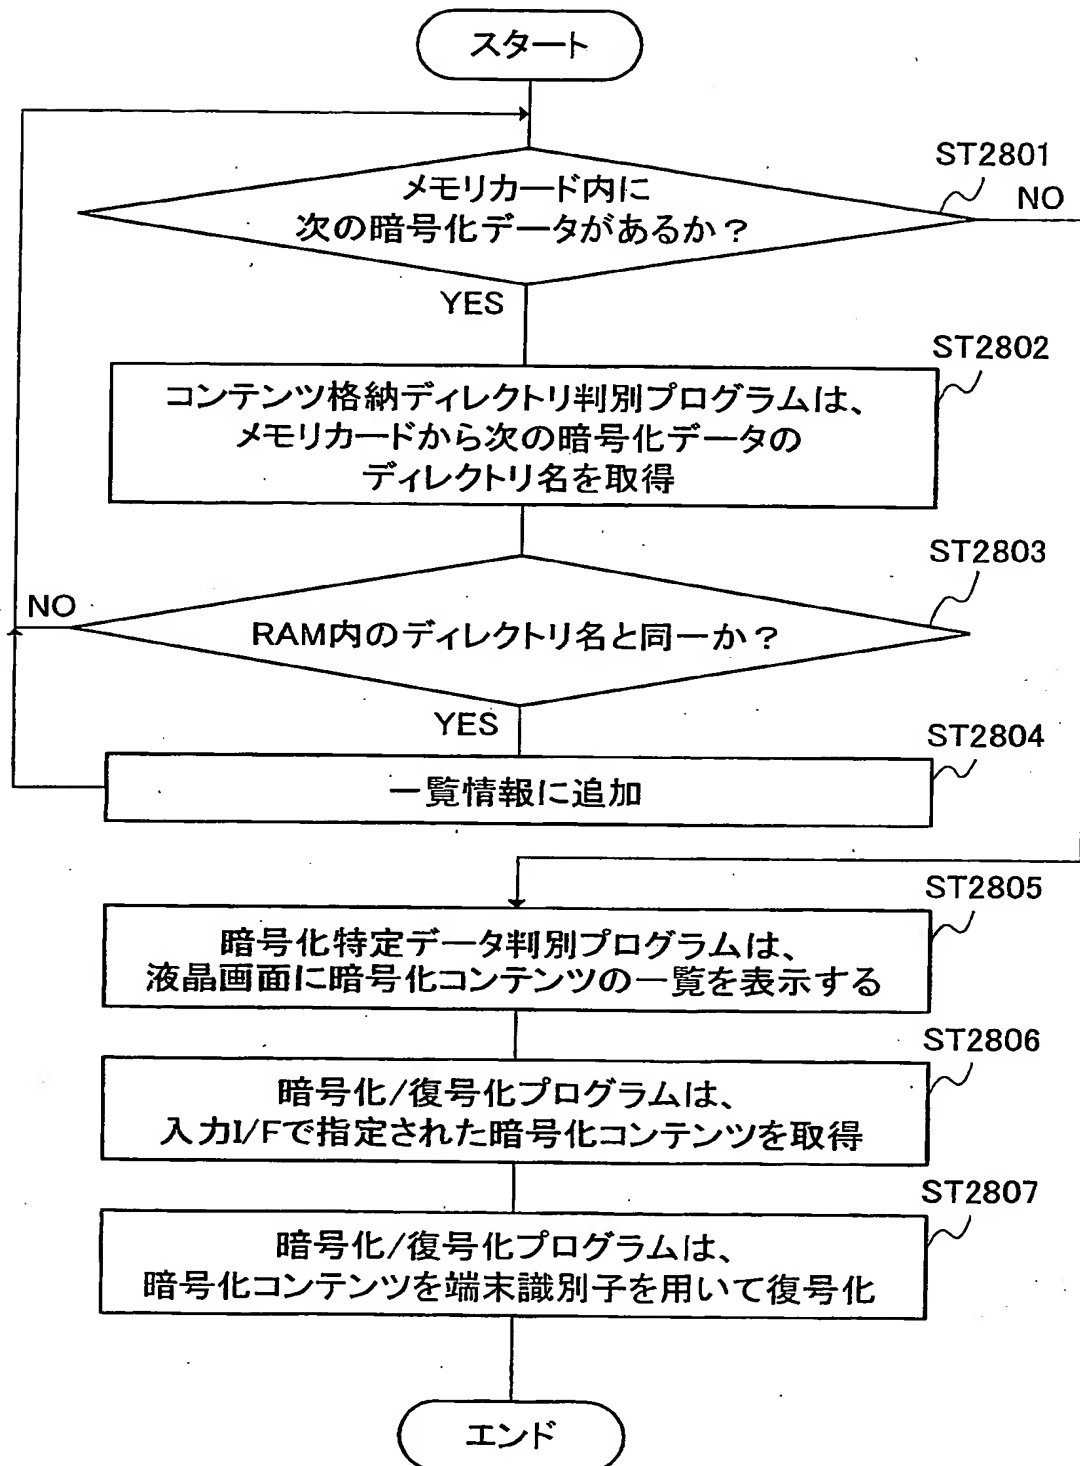 スタート
ST2801
メモリカード内に
次の暗号化データがあるか?
NO
YES
ST2802
コンテンツ格納ディレクトリ判別プログラムは、
メモリカードから次の暗号化データの
ディレクトリ名を取得
ST2803
NO
RAM内のディレクトリ名と同一か?
YES
ST2804
一覧情報に追加
ST2805
暗号化特定データ判別プログラムは、
液晶画面に暗号化コンテンツの一覧を表示する
ST2806
暗号化/復号化プログラムは、
入力I/Fで指定された暗号化コンテンツを取得
ST2807
暗号化/復号化プログラムは、
暗号化コンテンツを端末識別子を用いて復号化
エンド